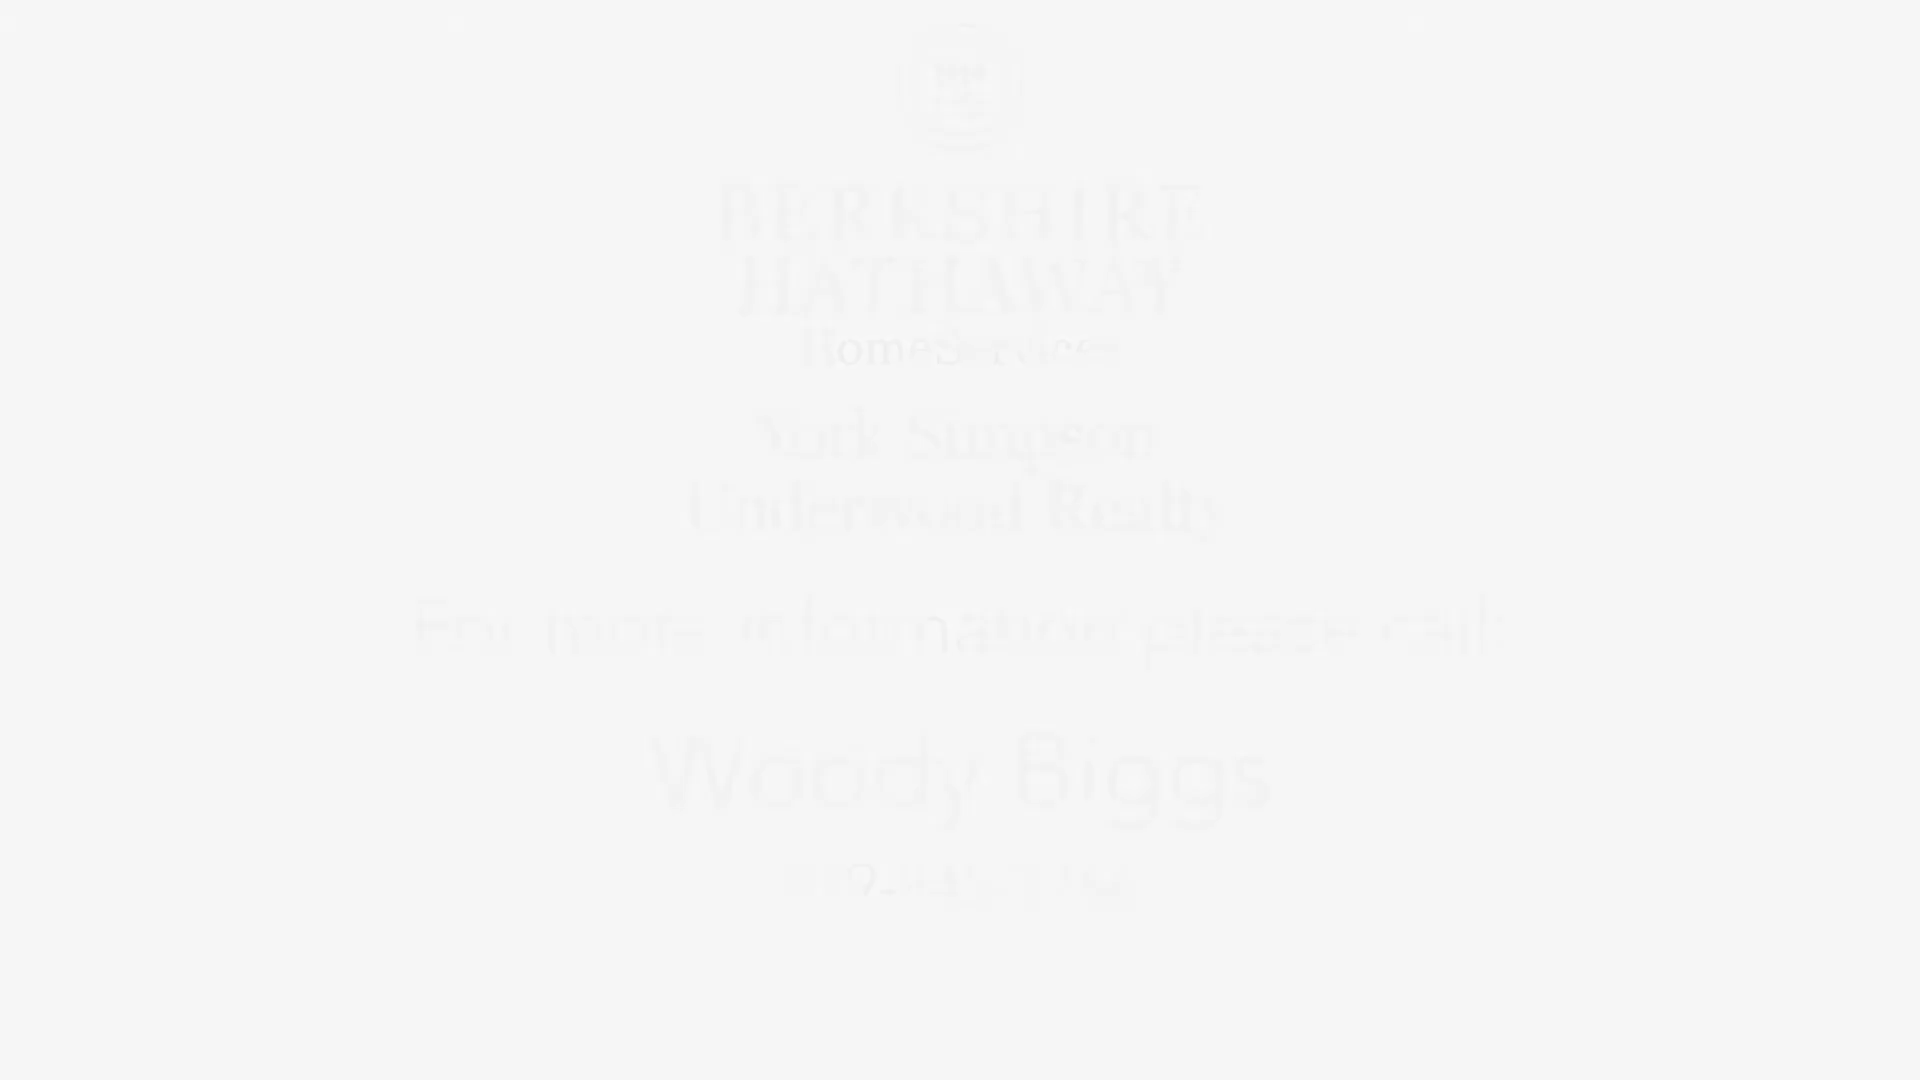 BERKSHIRE
HATHAWAY
HomeServices
York Simpson
Underwood Realty
For more information please call:
Woody Biggs